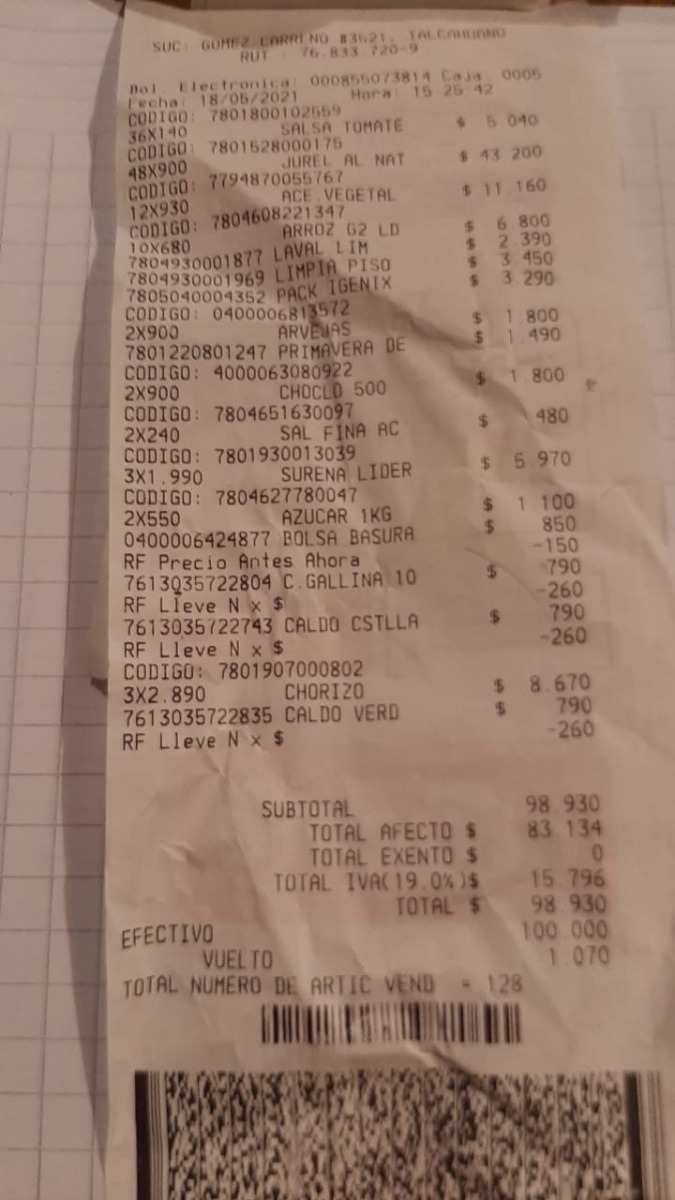 SUC: GOMEZ CARRENO #3621, TALCAHUANO
RUT : 76.833.720-9
Bol. Electronica: 000855073814 Caja 0005
Fecha: 18/05/2021 Hora: 15:25:42
CODIGO: 7801800102559
36X140 SALSA TOMATE $ 5.040
CODIGO: 7801528000175
48X900 JUREL AL NAT $ 43.200
CODIGO: 7794870055767
12X930 ACE.VEGETAL $ 11.160
CODIGO: 7804608221347
10X680 ARROZ G2 LD $ 6.800
7804930001877 LAVAL LIM $ 2.390
7804930001969 LIMPIA PISO $ 3.450
7805040004352 PACK IGENIX $ 3.290
CODIGO: 0400006813572
2X900 ARVEJAS $ 1.800
7801220801247 PRIMAVERA DE $ 1.490
CODIGO: 4000063080922
2X900 CHOCLO 500 $ 1.800
CODIGO: 7804651630097
2X240 SAL FINA AC $ 480
CODIGO: 7801930013039
3X1.990 SURENA LIDER $ 5.970
CODIGO: 7804627780047
2X550 AZUCAR 1KG $ 1.100
0400006424877 BOLSA BASURA $ 850
RF Precio Antes Ahora -150
7613035722804 C.GALLINA 10 $ 790
RF Lleve N x $ -260
7613035722743 CALDO CSTLLA $ 790
RF Lleve N x $ -260
CODIGO: 7801907000802
3X2.890 CHORIZO $ 8.670
7613035722835 CALDO VERD $ 790
RF Lleve N x $ -260
SUBTOTAL 98.930
TOTAL AFECTO $ 83.134
TOTAL EXENTO $ 0
TOTAL IVA(19.0%)$ 15.796
TOTAL $ 98.930
EFECTIVO 100.000
VUELTO 1.070
TOTAL NUMERO DE ARTIC VEND = 128